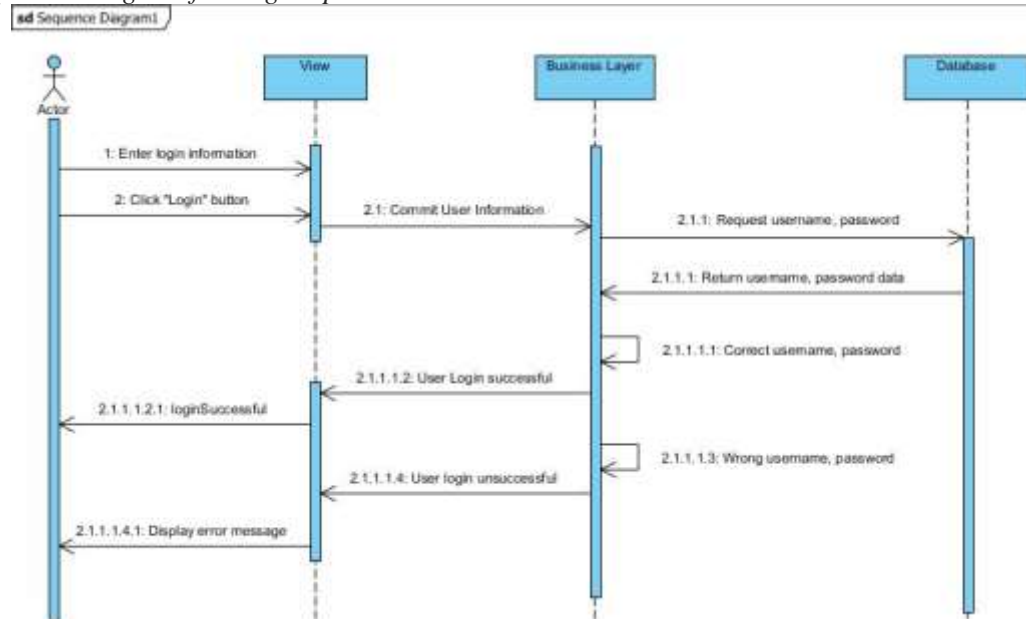 sd Sequence Diagram1
View
Business Layer
Database
Actor
1: Enter login information
2: Click "Login" button
2.1: Commit User Information
2.1.1: Request username, password
2.1.1.1: Return username, password data
2.1.1.1.1: Correct username, password
2.1.1.1.2: User Login successful
2.1.1.1.2.1: loginSuccessful
2.1.1.1.3: Wrong username, password
2.1.1.1.4: User login unsuccessful
2.1.1.1.4.1: Display error message